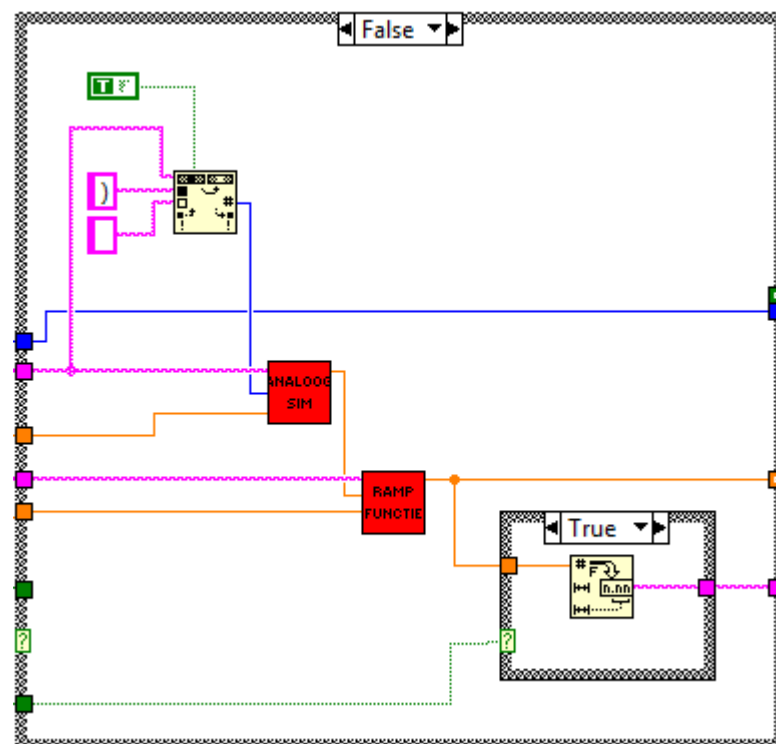 False
T
)
#
ANALOOG
SIM
RAMP
FUNCTIE
True
#
F
n.nn
?
?